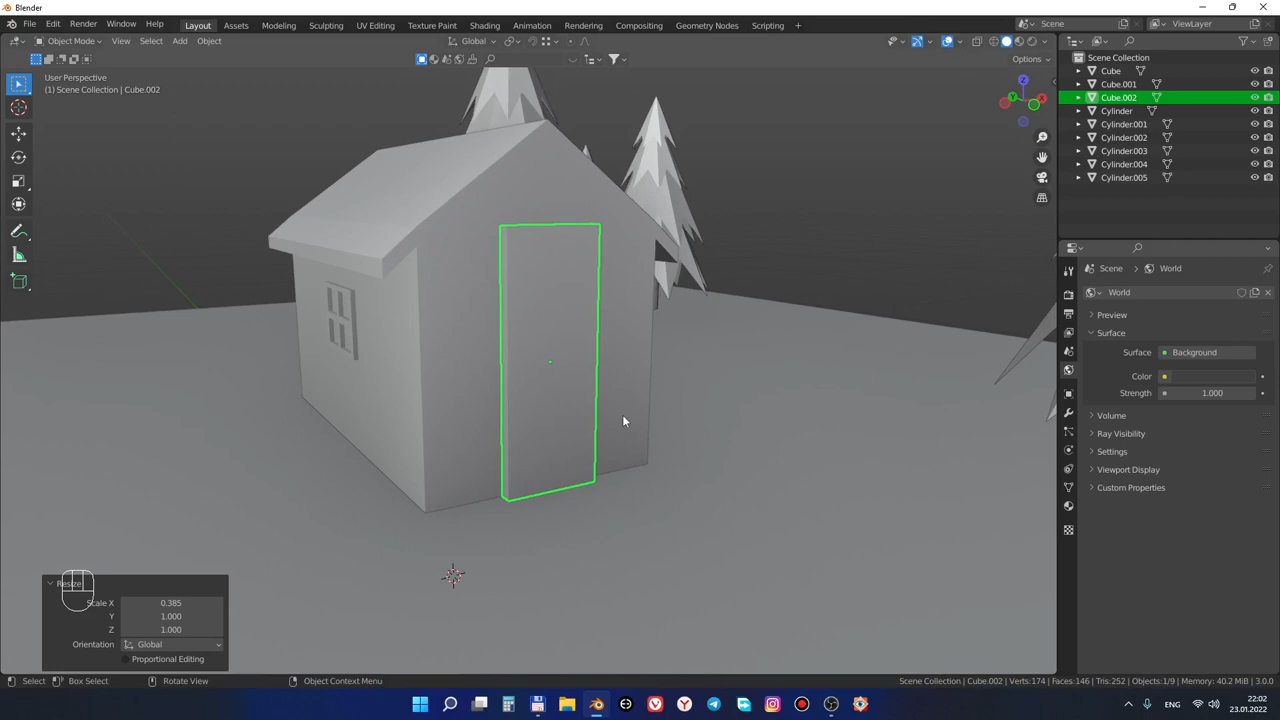 Blender
File Edit Render Window Help Layout Assets Modeling Sculpting UV Editing Texture Paint Shading Animation Rendering Compositing Geometry Nodes Scripting + Scene ViewLayer
Object Mode View Select Add Object Global
Options
User Perspective
(1) Scene Collection | Cube.002
Z
Y
X
Scene Collection
Cube
Cube.001
Cube.002
Cylinder
Cylinder.001
Cylinder.002
Cylinder.003
Cylinder.004
Cylinder.005
Scene > World
World
Preview
Surface
Surface Background
Color
Strength 1.000
Volume
Ray Visibility
Settings
Viewport Display
Custom Properties
Scale X 0.385
Y 1.000
Z 1.000
Orientation Global
Proportional Editing
Select Box Select Rotate View Object Context Menu Scene Collection | Cube.002 | Verts:174 | Faces:146 | Tris:252 | Objects:1/9 | Memory: 40.2 MiB | 3.0.0
ENG
22:02
23.01.2022